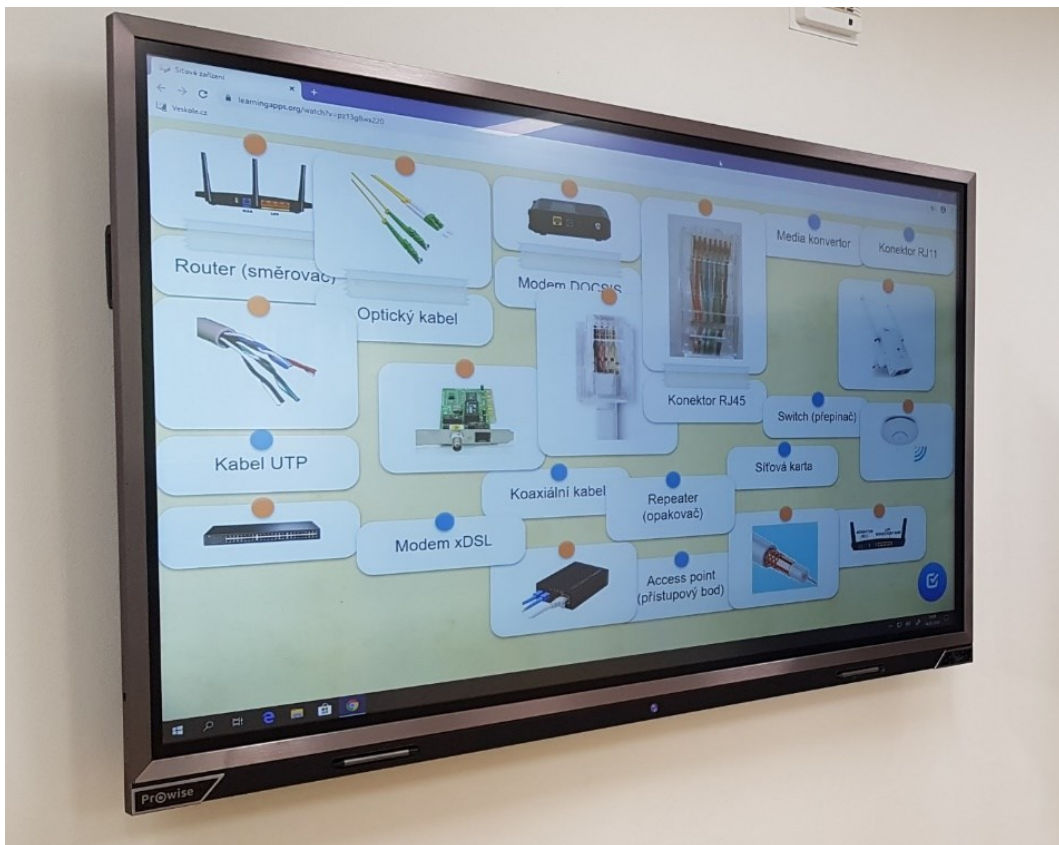 Síťová zařízení
learningapps.org/watch?v=pz13g8ws220
Veskole.cz
Router (směrovač)
Optický kabel
Modem DOCSIS
Media konvertor
Konektor RJ11
Konektor RJ45
Kabel UTP
Switch (přepínač)
Síťová karta
Koaxiální kabel
Repeater
(opakovač)
Modem xDSL
Access point
(přístupový bod)
Prowise